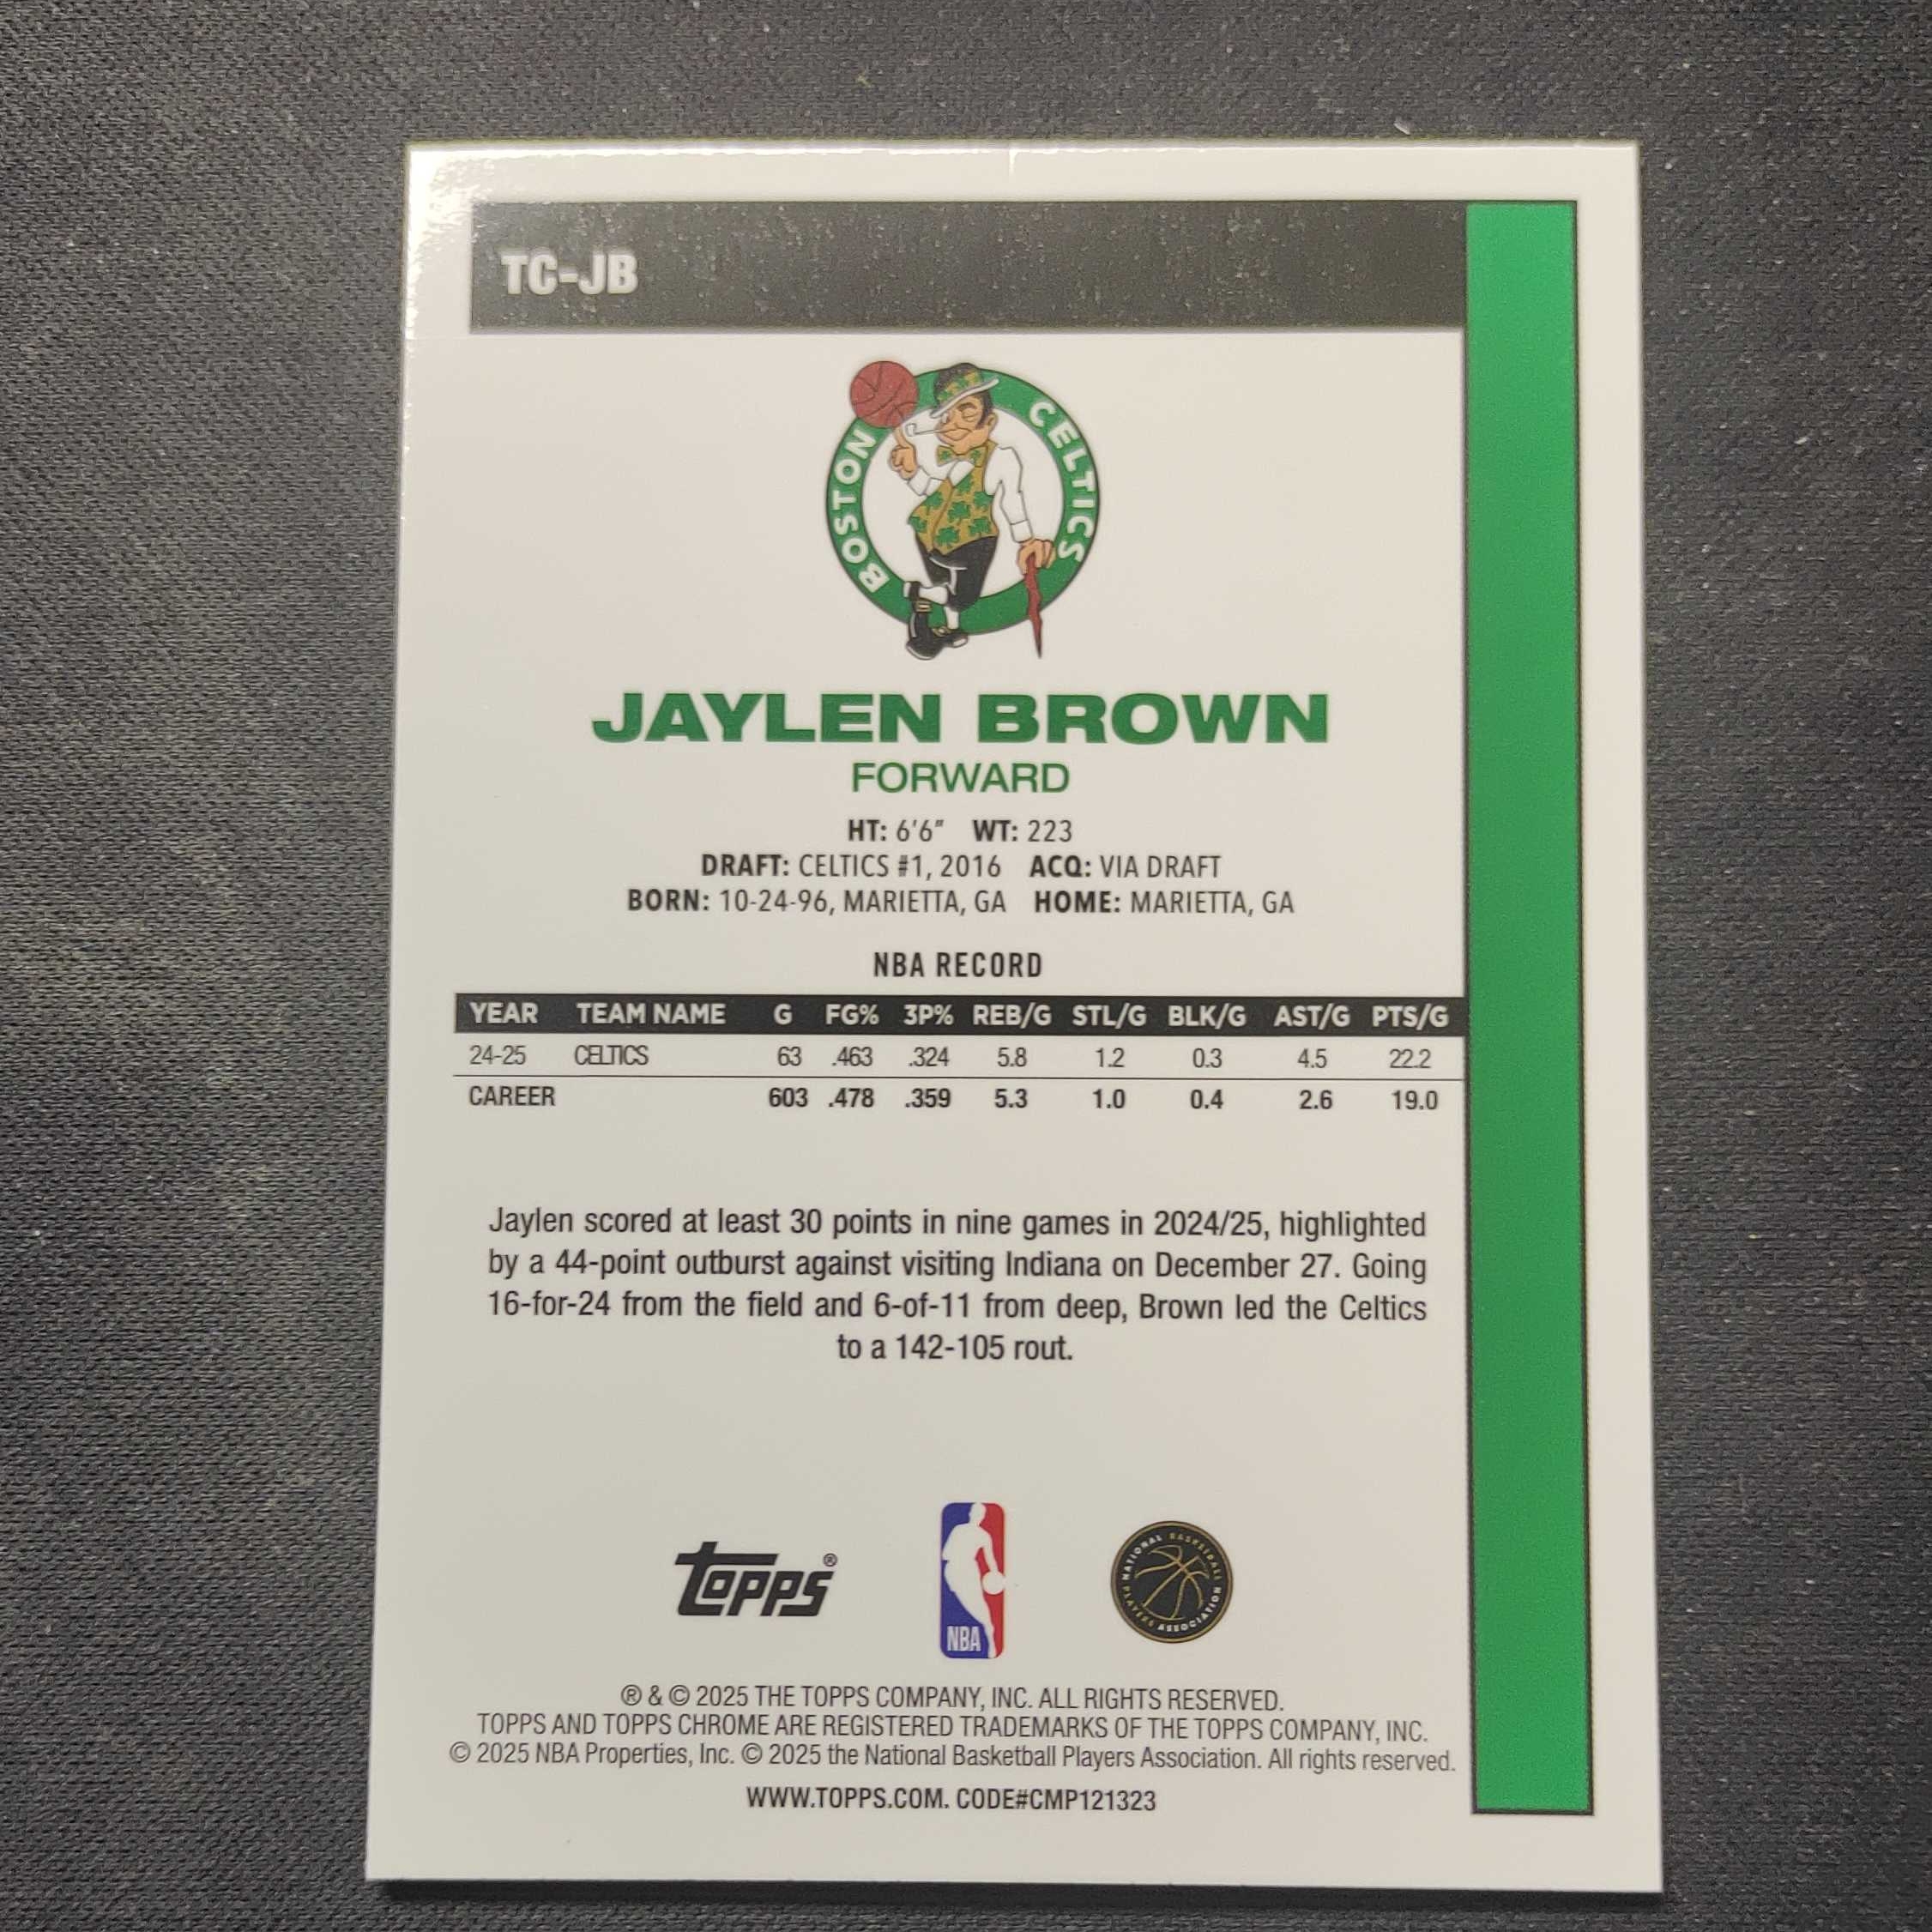 TC-JB
BOSTON CELTICS
JAYLEN BROWN
FORWARD
HT: 6'6" WT: 223
DRAFT: CELTICS #1, 2016 ACQ: VIA DRAFT
BORN: 10-24-96, MARIETTA, GA HOME: MARIETTA, GA
NBA RECORD
YEAR TEAM NAME G FG% 3P% REB/G STL/G BLK/G AST/G PTS/G
24-25 CELTICS 63 .463 .324 5.8 1.2 0.3 4.5 22.2
CAREER 603 .478 .359 5.3 1.0 0.4 2.6 19.0
Jaylen scored at least 30 points in nine games in 2024/25, highlighted
by a 44-point outburst against visiting Indiana on December 27. Going
16-for-24 from the field and 6-of-11 from deep, Brown led the Celtics
to a 142-105 rout.
Topps®
NBA
NATIONAL BASKETBALL PLAYERS ASSOCIATION
® & © 2025 THE TOPPS COMPANY, INC. ALL RIGHTS RESERVED.
TOPPS AND TOPPS CHROME ARE REGISTERED TRADEMARKS OF THE TOPPS COMPANY, INC.
© 2025 NBA Properties, Inc. © 2025 the National Basketball Players Association. All rights reserved.
WWW.TOPPS.COM. CODE#CMP121323